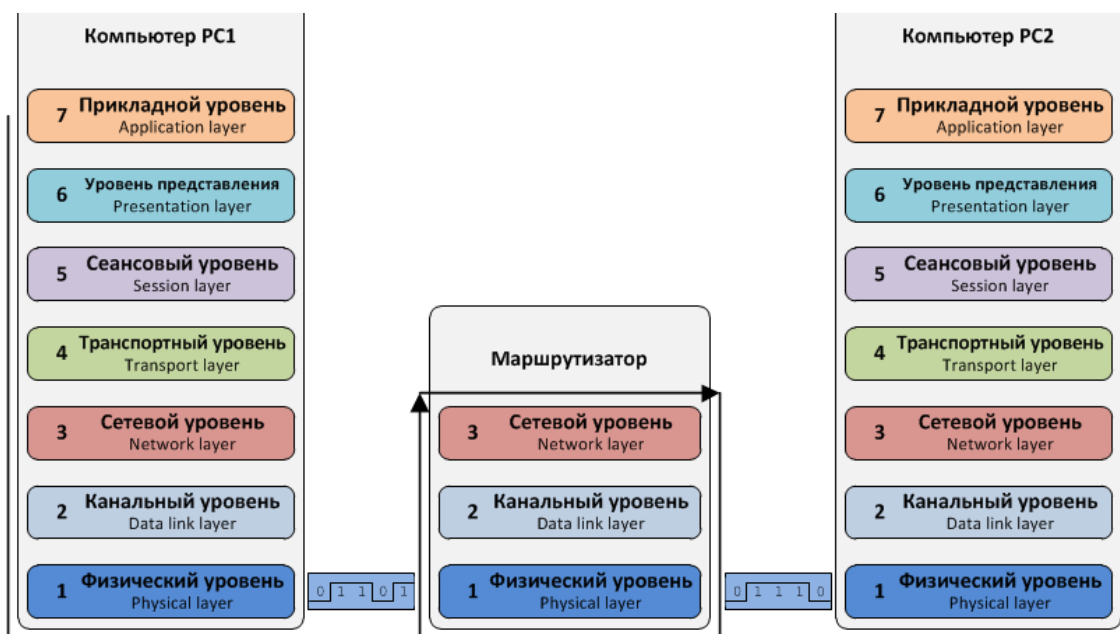 Компьютер PC1
7 Прикладной уровень
Application layer
6 Уровень представления
Presentation layer
5 Сеансовый уровень
Session layer
4 Транспортный уровень
Transport layer
3 Сетевой уровень
Network layer
2 Канальный уровень
Data link layer
1 Физический уровень
Physical layer
0 1 1 0 1
Маршрутизатор
3 Сетевой уровень
Network layer
2 Канальный уровень
Data link layer
1 Физический уровень
Physical layer
0 1 1 1 0
Компьютер PC2
7 Прикладной уровень
Application layer
6 Уровень представления
Presentation layer
5 Сеансовый уровень
Session layer
4 Транспортный уровень
Transport layer
3 Сетевой уровень
Network layer
2 Канальный уровень
Data link layer
1 Физический уровень
Physical layer